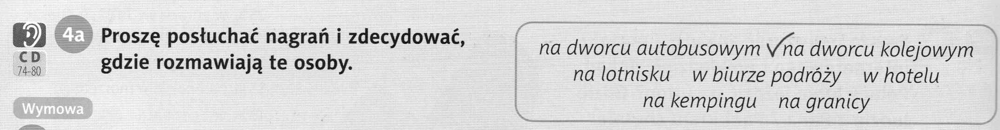 4a Proszę posłuchać nagrań i zdecydować,
gdzie rozmawiają te osoby.
CD
74-80
Wymowa
na dworcu autobusowym ✓na dworcu kolejowym
na lotnisku w biurze podróży w hotelu
na kempingu na granicy